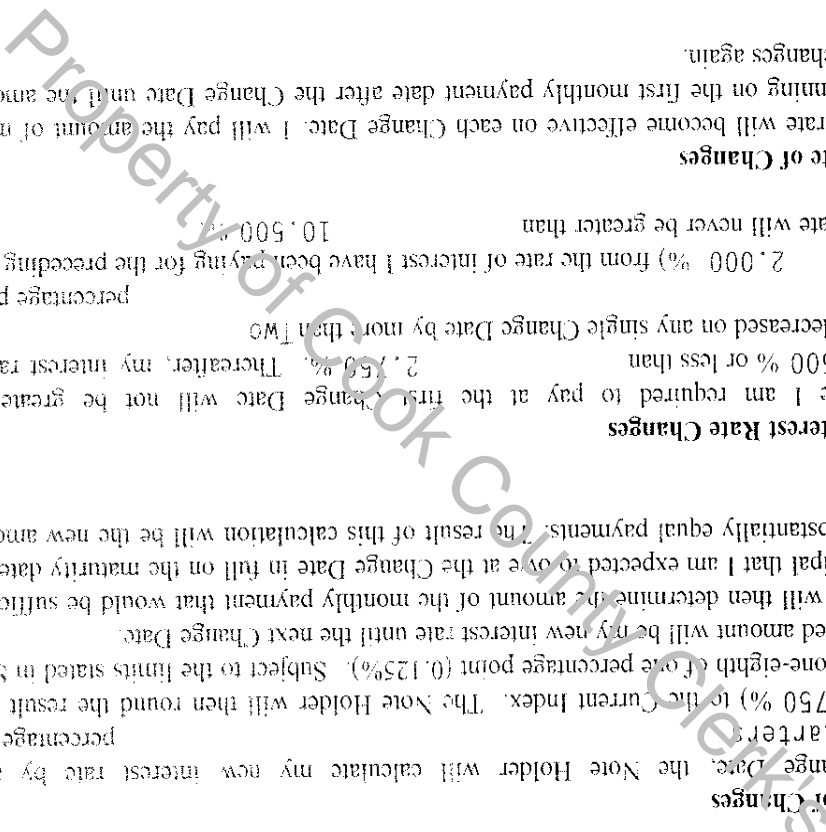 of Changes
ange Date, the Note Holder will calculate my new interest rate by
arters percentage
750 %) to the Current Index. The Note Holder will then round the result
one-eighth of one percentage point (0.125%). Subject to the limits stated in S
ed amount will be my new interest rate until the next Change Date.
will then determine the amount of the monthly payment that would be suffic
ipal that I am expected to owe at the Change Date in full on the maturity date
bstantially equal payments. The result of this calculation will be the new amou
terest Rate Changes
e I am required to pay at the first Change Date will not be greate
500 % or less than 2.750 %. Thereafter, my interest ra
decreased on any single Change Date by more than Two
percentage p
2.000 %) from the rate of interest I have been paying for the preceding
ate will never be greater than 10.500 %.
te of Changes
rate will become effective on each Change Date. I will pay the amount of m
nning on the first monthly payment date after the Change Date until the amo
changes again.
Property of Cook County Clerk's